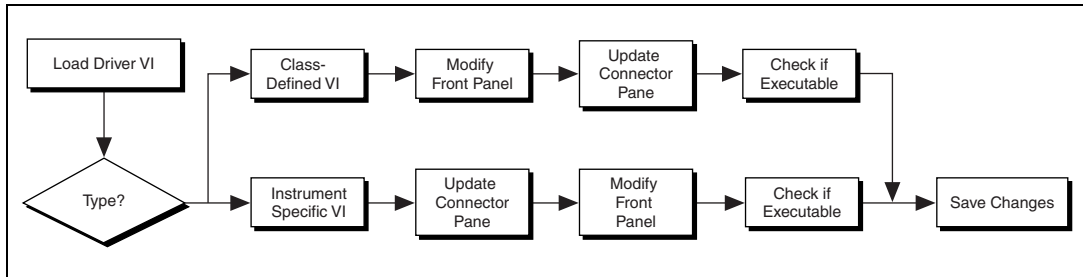 Load Driver VI
Type?
Class-
Defined VI
Modify
Front Panel
Update
Connector
Pane
Check if
Executable
Instrument
Specific VI
Update
Connector
Pane
Modify
Front
Panel
Check if
Executable
Save Changes